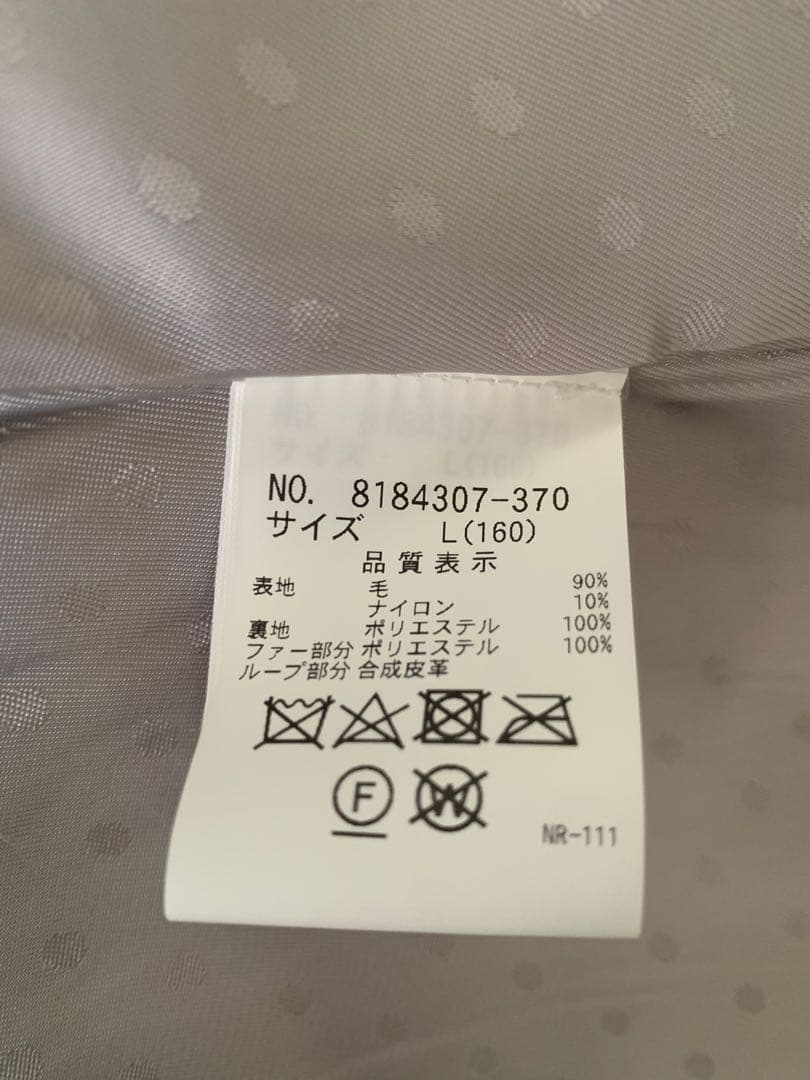 NO. 8184307-370
サイズ L(160)
品質表示
表地 毛 90%
ナイロン 10%
裏地 ポリエステル 100%
ファー部分 ポリエステル 100%
ループ部分 合成皮革
F W
NR-111